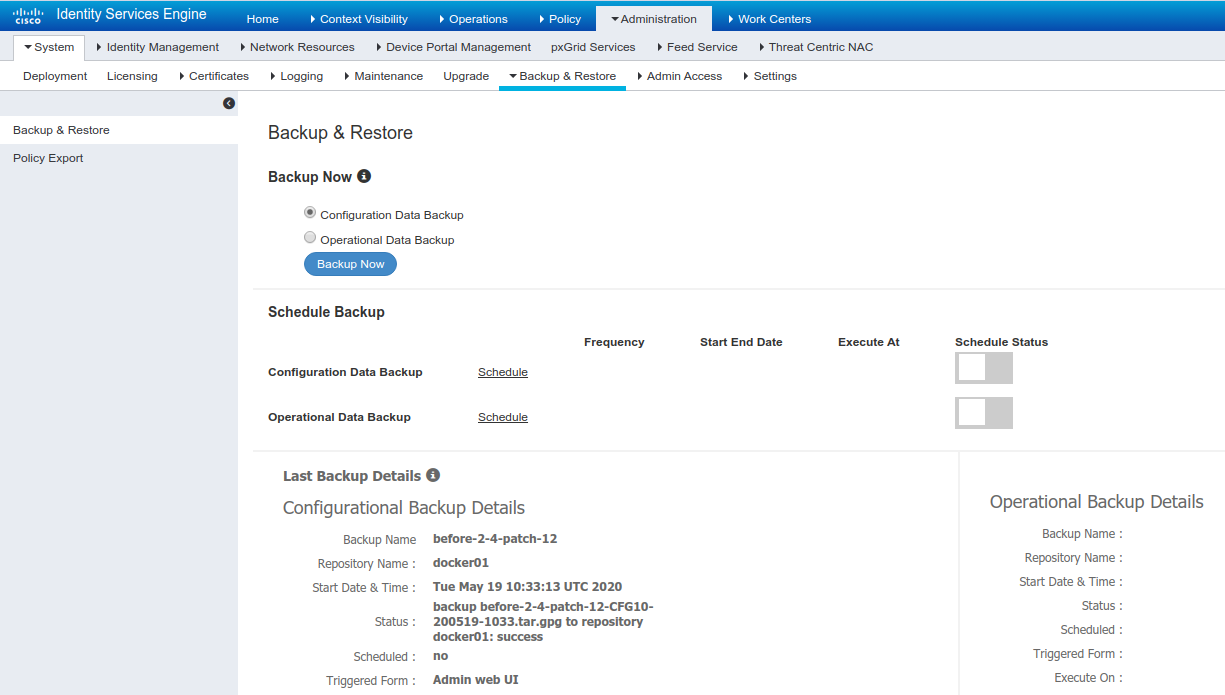 CISCO Identity Services Engine Home Context Visibility Operations Policy Administration Work Centers
System Identity Management Network Resources Device Portal Management pxGrid Services Feed Service Threat Centric NAC
Deployment Licensing Certificates Logging Maintenance Upgrade Backup & Restore Admin Access Settings
Backup & Restore
Policy Export
Backup & Restore
Backup Now
Configuration Data Backup
Operational Data Backup
Backup Now
Schedule Backup
Frequency Start End Date Execute At Schedule Status
Configuration Data Backup Schedule
Operational Data Backup Schedule
Last Backup Details
Configurational Backup Details
Backup Name before-2-4-patch-12
Repository Name : docker01
Start Date & Time : Tue May 19 10:33:13 UTC 2020
Status : backup before-2-4-patch-12-CFG10-
200519-1033.tar.gpg to repository
docker01: success
Scheduled : no
Triggered Form : Admin web UI
Operational Backup Details
Backup Name :
Repository Name :
Start Date & Time :
Status :
Scheduled :
Triggered Form :
Execute On :